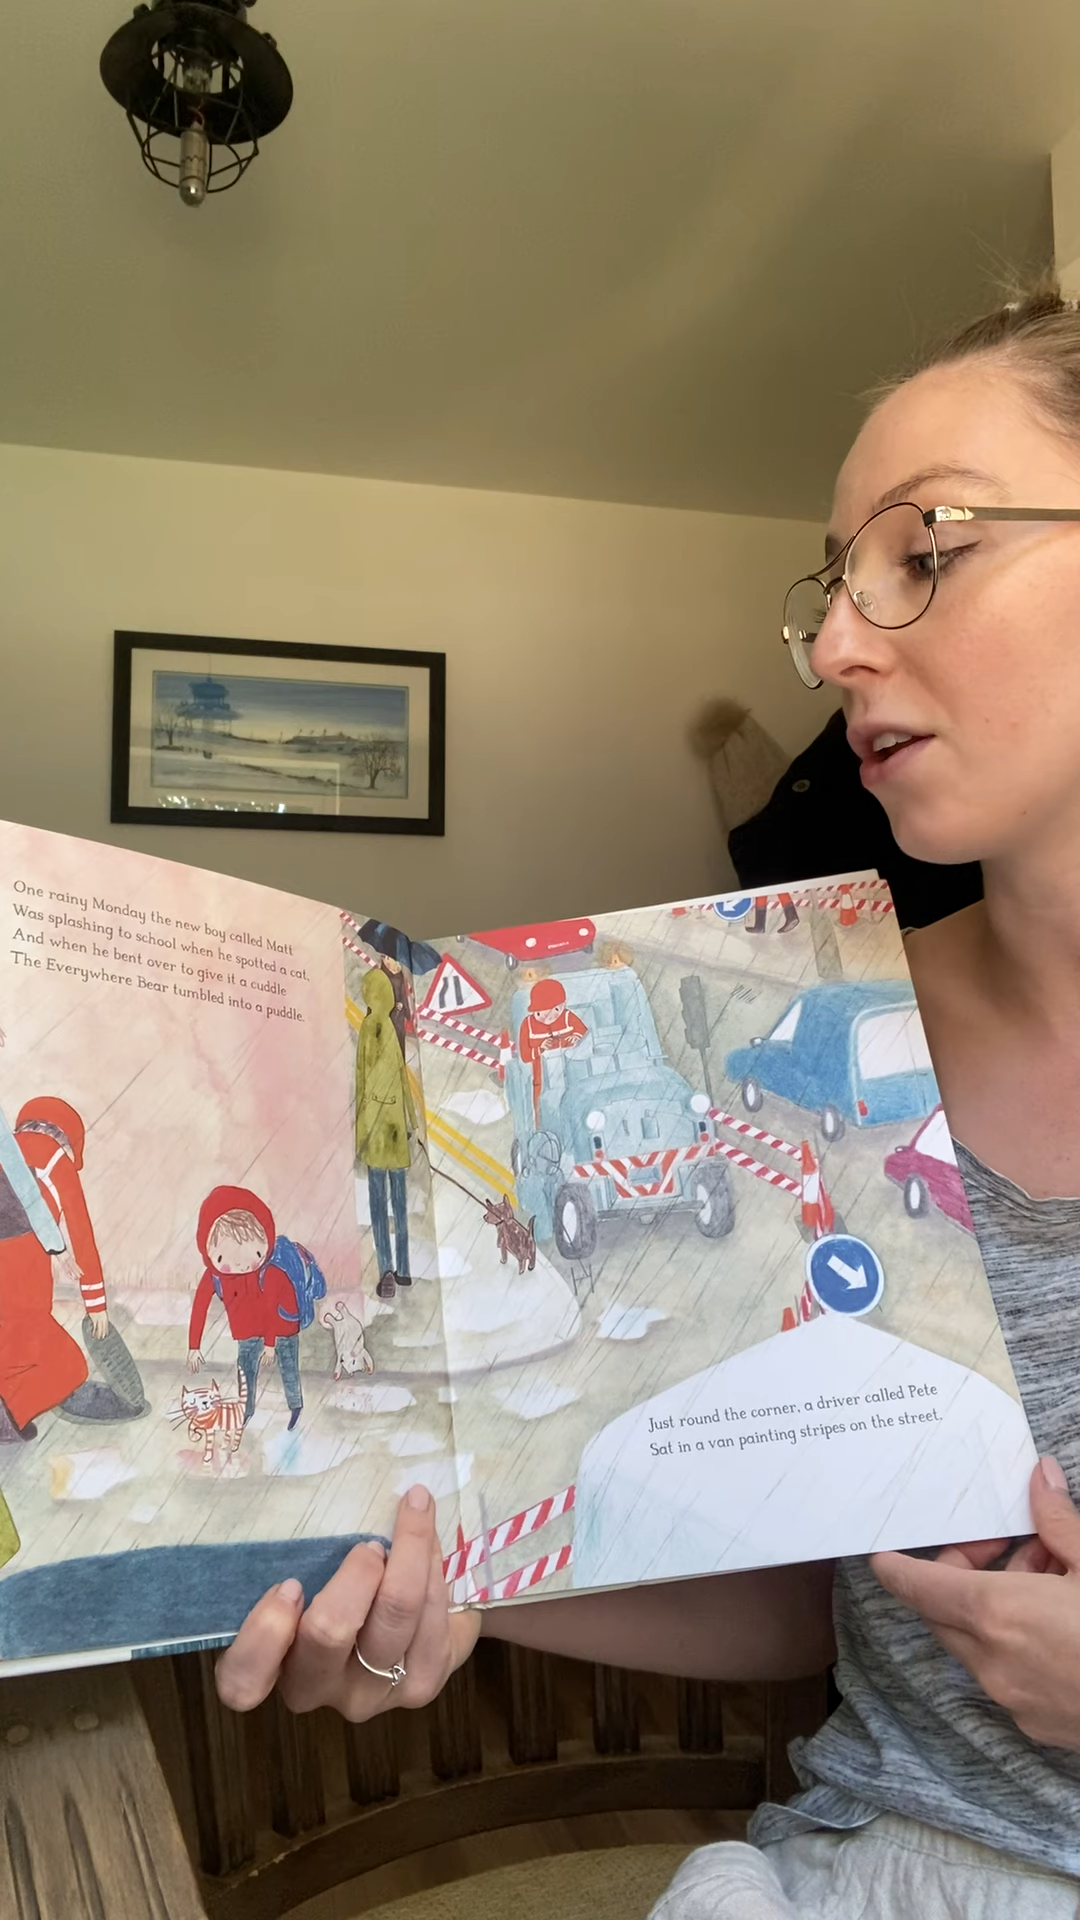 One rainy Monday the new boy called Matt
Was splashing to school when he spotted a cat.
And when he bent over to give it a cuddle
The Everywhere Bear tumbled into a puddle.
Just round the corner, a driver called Pete
Sat in a van painting stripes on the street.